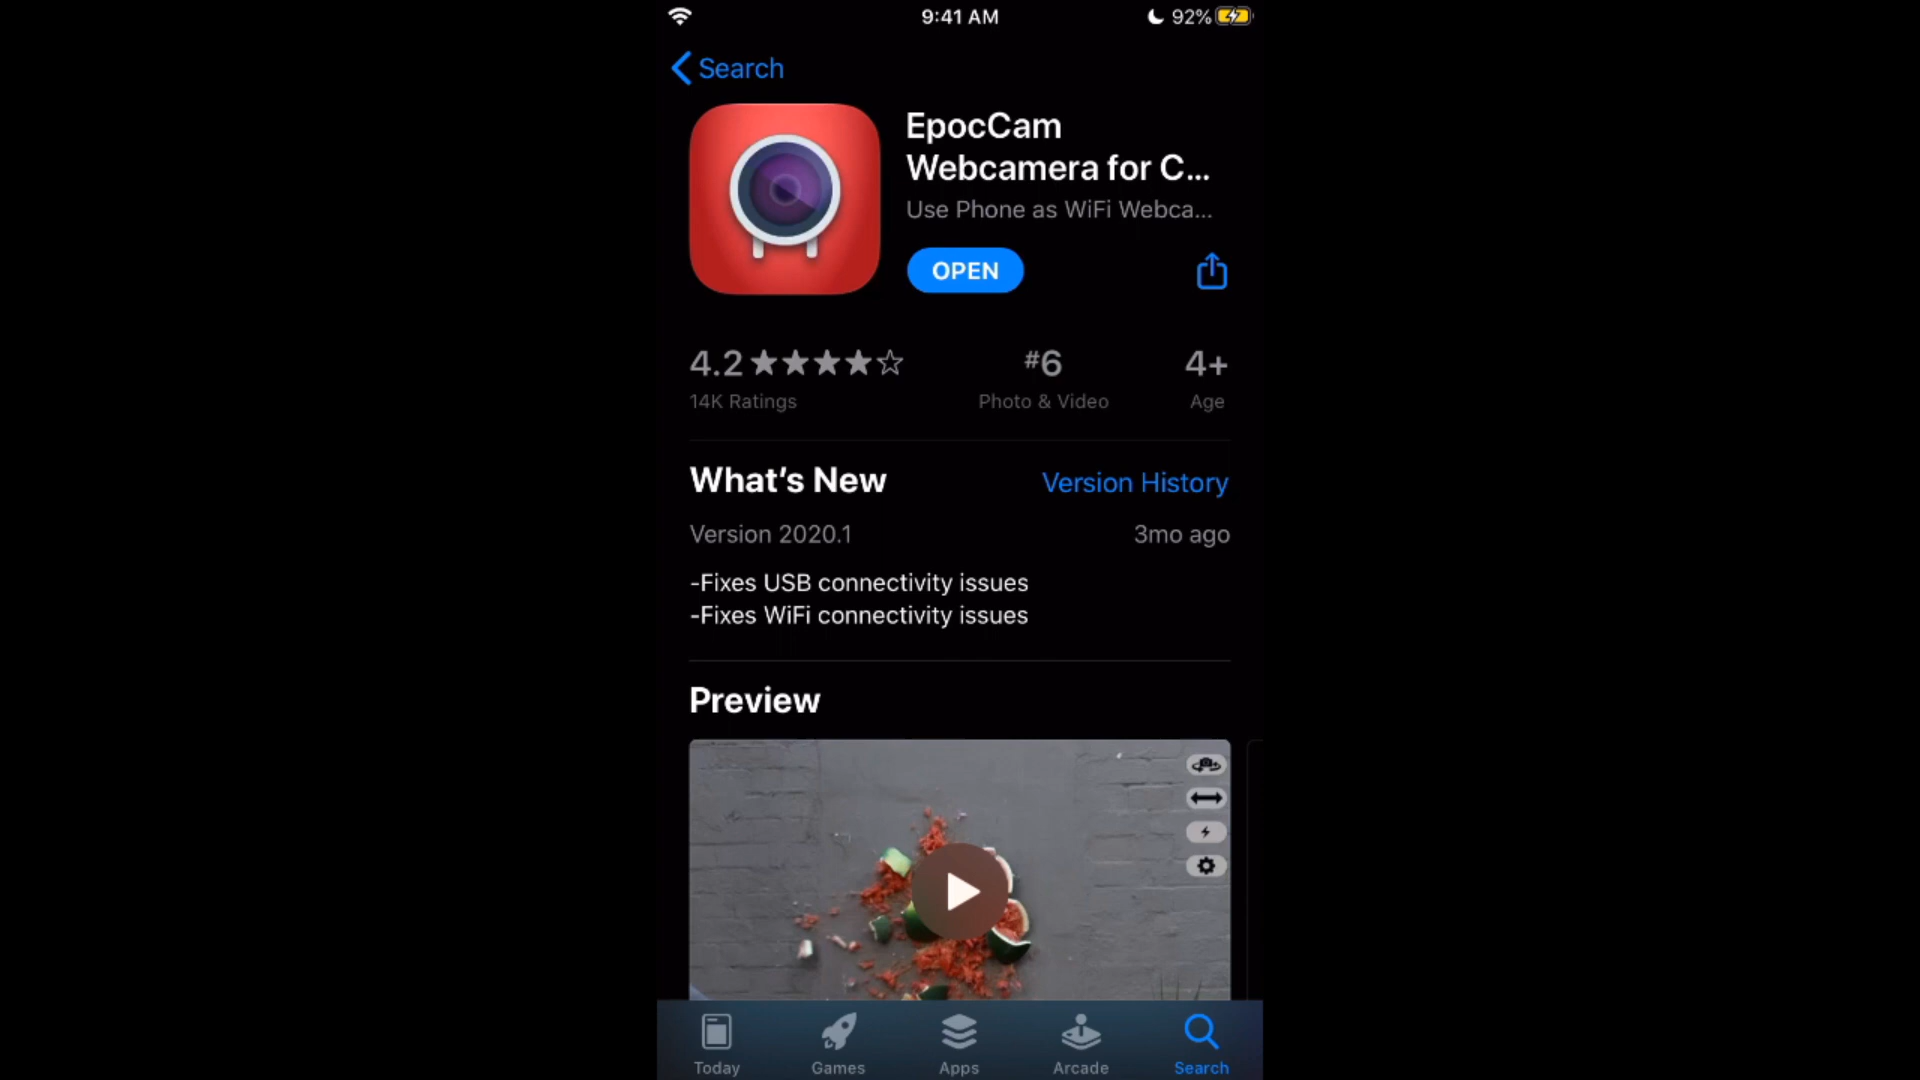 9:41 AM
92%
Search
EpocCam
Webcamera for C...
Use Phone as WiFi Webca...
OPEN
4.2
#6
4+
14K Ratings
Photo & Video
Age
What's New
Version History
Version 2020.1
3mo ago
-Fixes USB connectivity issues
-Fixes WiFi connectivity issues
Preview
Today
Games
Apps
Arcade
Search